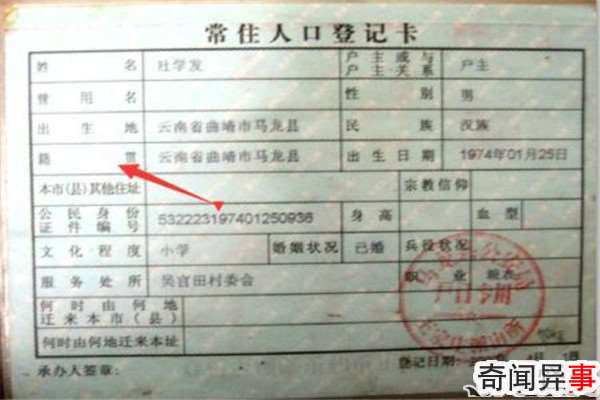 常住人口登记卡
姓名 杜学发 户主或与户主关系 户主
曾用名 性别 男
出生地 云南省曲靖市马龙县 民族 汉族
籍贯 云南省曲靖市马龙县 出生日期 1974年01月25日
本市(县)其他住址 宗教信仰
公民身份证件编号 532223197401250936 身高 血型
文化程度 小学 婚姻状况 已婚 兵役状况
服务处所 吴官田村委会 职业
何时由何地迁来本市(县)
何时由何地迁来本址
承办人签章: 登记日期:
户口专用
奇闻异事